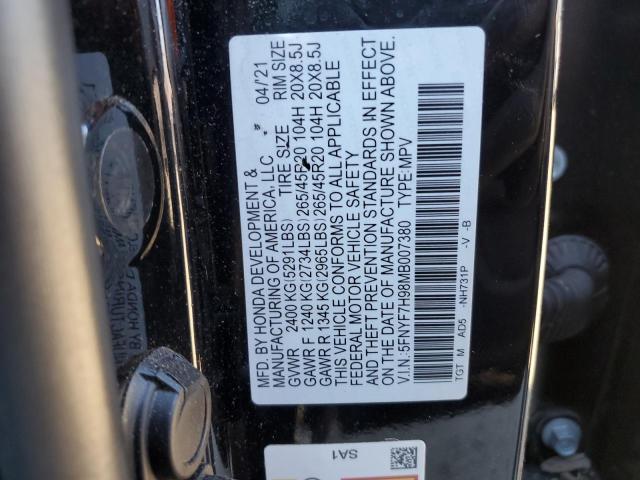 MFD. BY HONDA DEVELOPMENT &
MANUFACTURING OF AMERICA, LLC * 04/21
GVWR 2400 KG(5291LBS) TIRE SIZE RIM SIZE
GAWR F 1240 KG(2734LBS)265/45R20 104H 20X8.5J
GAWR R 1345 KG(2965LBS)265/45R20 104H 20X8.5J
THIS VEHICLE CONFORMS TO ALL APPLICABLE
FEDERAL MOTOR VEHICLE SAFETY
AND THEFT PREVENTION STANDARDS IN EFFECT
ON THE DATE OF MANUFACTURE SHOWN ABOVE.
V.I.N.:5FNYF7H98MB007380 TYPE:MPV
TGT M AD5 NH731P -V -B
SA1